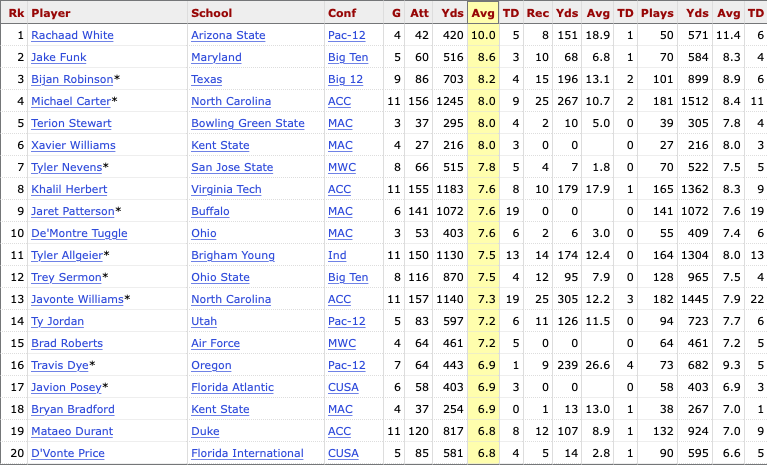 Rk Player School Conf G Att Yds Avg TD Rec Yds Avg TD Plays Yds Avg TD
1 Rachaad White Arizona State Pac-12 4 42 420 10.0 5 8 151 18.9 1 50 571 11.4 6
2 Jake Funk Maryland Big Ten 5 60 516 8.6 3 10 68 6.8 1 70 584 8.3 4
3 Bijan Robinson* Texas Big 12 9 86 703 8.2 4 15 196 13.1 2 101 899 8.9 6
4 Michael Carter* North Carolina ACC 11 156 1245 8.0 9 25 267 10.7 2 181 1512 8.4 11
5 Terion Stewart Bowling Green State MAC 3 37 295 8.0 4 2 10 5.0 0 39 305 7.8 4
6 Xavier Williams Kent State MAC 4 27 216 8.0 3 0 0 0 27 216 8.0 3
7 Tyler Nevens* San Jose State MWC 8 66 515 7.8 5 4 7 1.8 0 70 522 7.5 5
8 Khalil Herbert Virginia Tech ACC 11 155 1183 7.6 8 10 179 17.9 1 165 1362 8.3 9
9 Jaret Patterson* Buffalo MAC 6 141 1072 7.6 19 0 0 0 141 1072 7.6 19
10 De'Montre Tuggle Ohio MAC 3 53 403 7.6 6 2 6 3.0 0 55 409 7.4 6
11 Tyler Allgeier* Brigham Young Ind 11 150 1130 7.5 13 14 174 12.4 0 164 1304 8.0 13
12 Trey Sermon* Ohio State Big Ten 8 116 870 7.5 4 12 95 7.9 0 128 965 7.5 4
13 Javonte Williams* North Carolina ACC 11 157 1140 7.3 19 25 305 12.2 3 182 1445 7.9 22
14 Ty Jordan Utah Pac-12 5 83 597 7.2 6 11 126 11.5 0 94 723 7.7 6
15 Brad Roberts Air Force MWC 4 64 461 7.2 5 0 0 0 64 461 7.2 5
16 Travis Dye* Oregon Pac-12 7 64 443 6.9 1 9 239 26.6 4 73 682 9.3 5
17 Javion Posey* Florida Atlantic CUSA 6 58 403 6.9 3 0 0 0 58 403 6.9 3
18 Bryan Bradford Kent State MAC 4 37 254 6.9 0 1 13 13.0 1 38 267 7.0 1
19 Mataeo Durant Duke ACC 11 120 817 6.8 8 12 107 8.9 1 132 924 7.0 9
20 D'Vonte Price Florida International CUSA 5 85 581 6.8 4 5 14 2.8 1 90 595 6.6 5